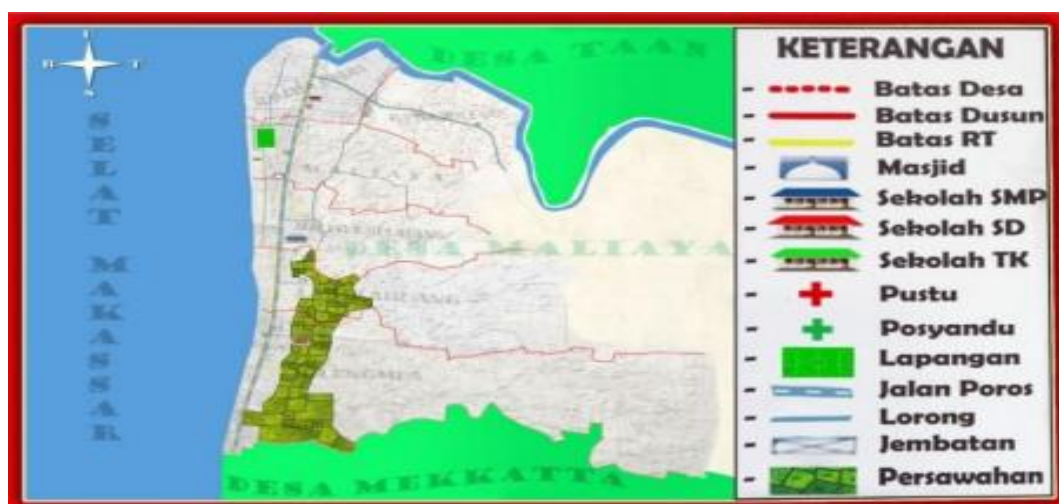 DESA TAAN
SELAT MAKASSAR
MALIAYA
DESA MALIAYA
DESA MEKKATTA
KETERANGAN
- Batas Desa
- Batas Dusun
- Batas RT
- Masjid
- Sekolah SMP
- Sekolah SD
- Sekolah TK
- Pustu
- Posyandu
- Lapangan
- Jalan Poros
- Lorong
- Jembatan
- Persawahan